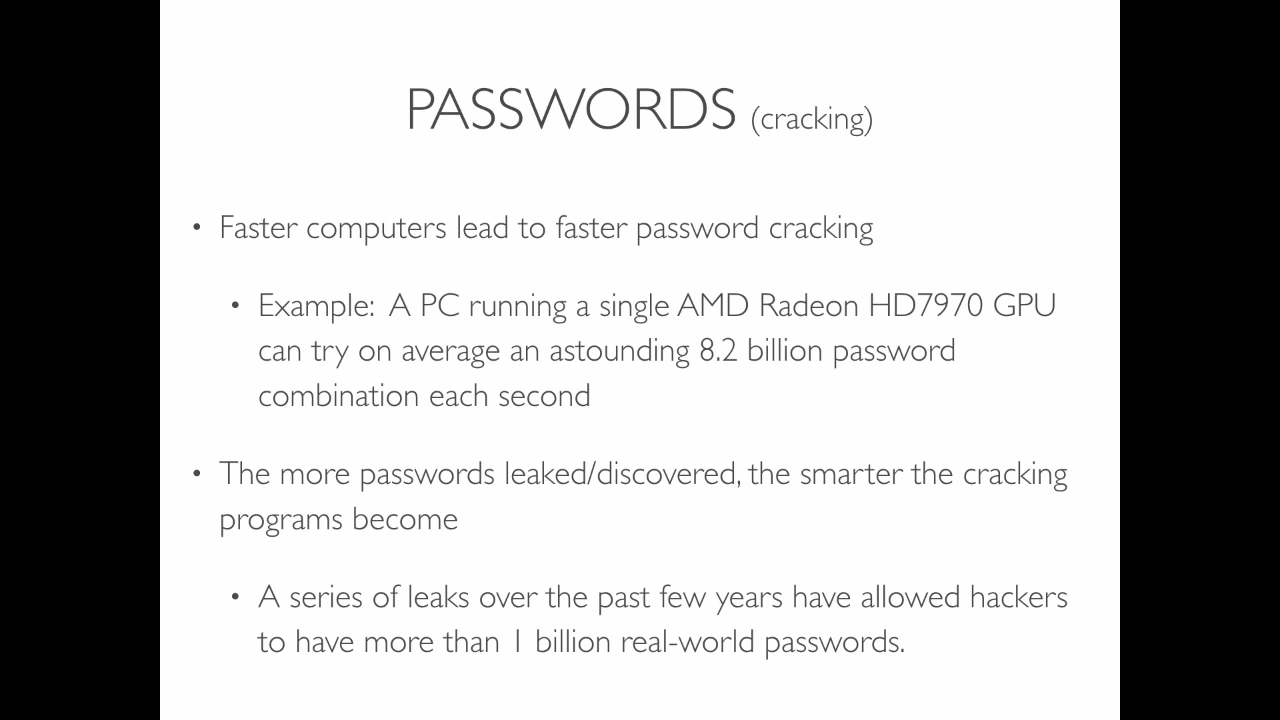 PASSWORDS (cracking)
• Faster computers lead to faster password cracking
• Example:  A PC running a single AMD Radeon HD7970 GPU
can try on average an astounding 8.2 billion password
combination each second
• The more passwords leaked/discovered, the smarter the cracking
programs become
• A series of leaks over the past few years have allowed hackers
to have more than 1 billion real-world passwords.